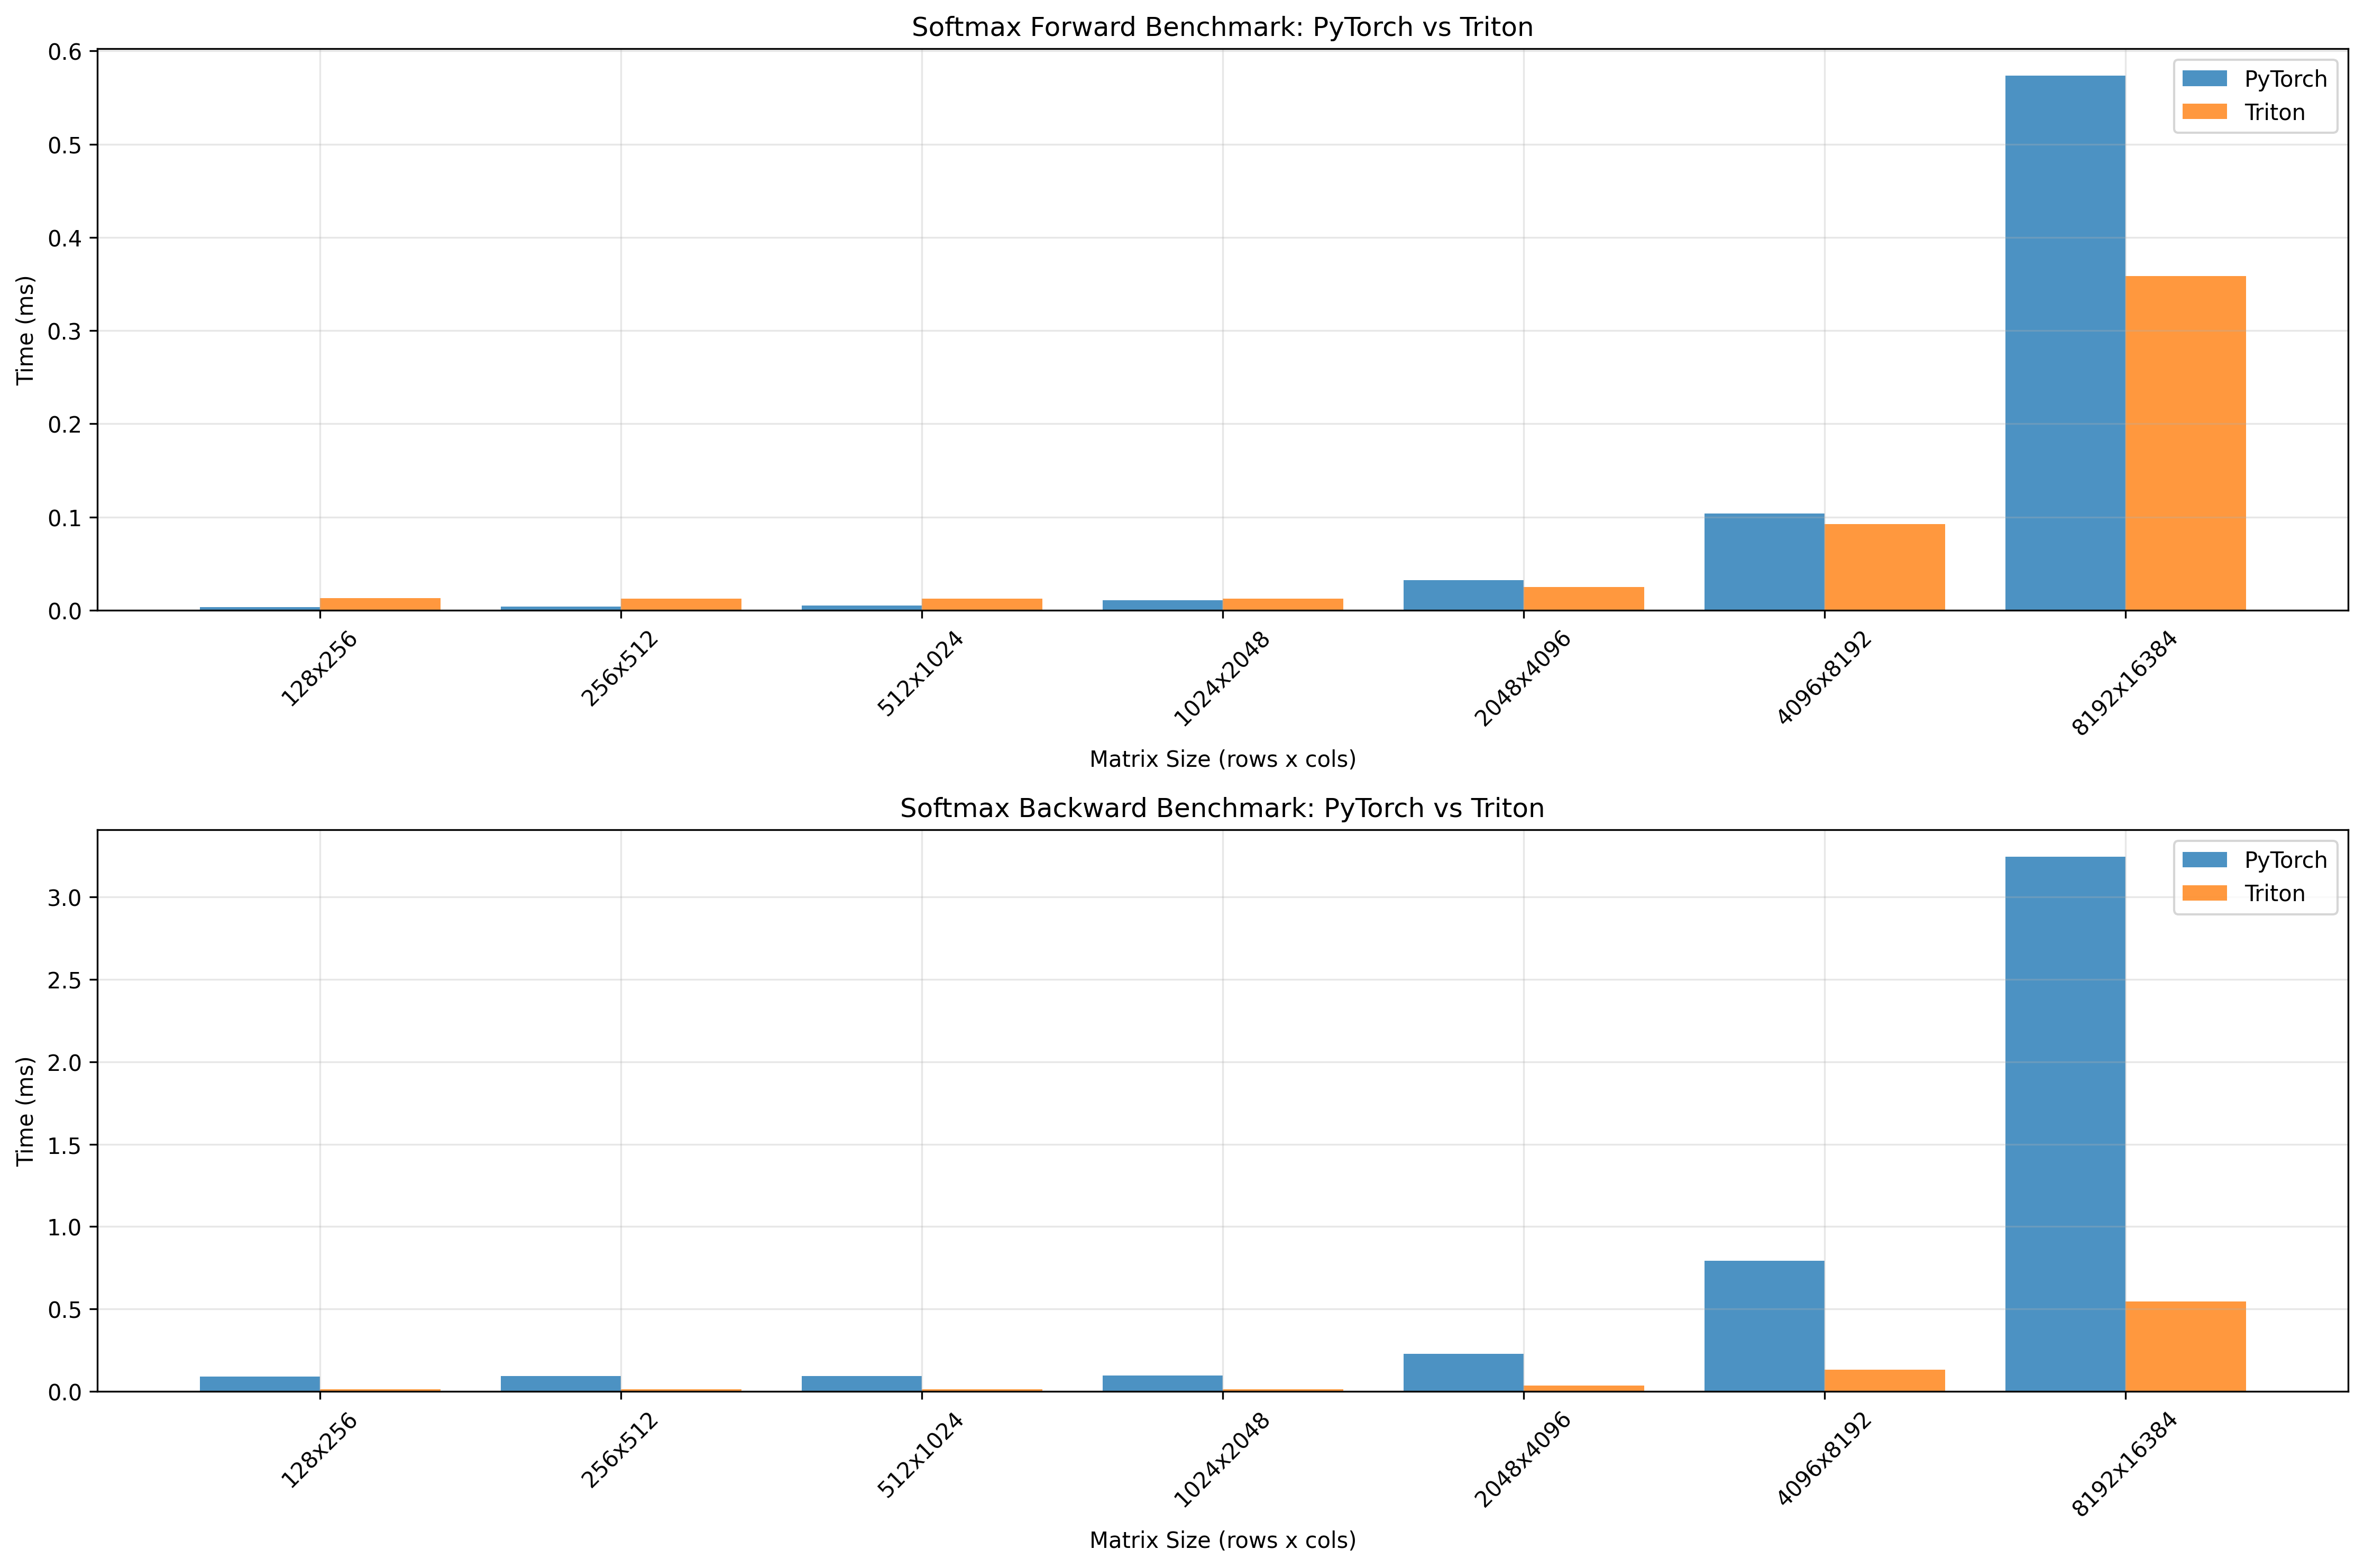 Softmax Forward Benchmark: PyTorch vs Triton
PyTorch
Triton
Time (ms)
0.6
0.5
0.4
0.3
0.2
0.1
0.0
128x256
256x512
512x1024
1024x2048
2048x4096
4096x8192
8192x16384
Matrix Size (rows x cols)
Softmax Backward Benchmark: PyTorch vs Triton
PyTorch
Triton
Time (ms)
3.0
2.5
2.0
1.5
1.0
0.5
0.0
128x256
256x512
512x1024
1024x2048
2048x4096
4096x8192
8192x16384
Matrix Size (rows x cols)